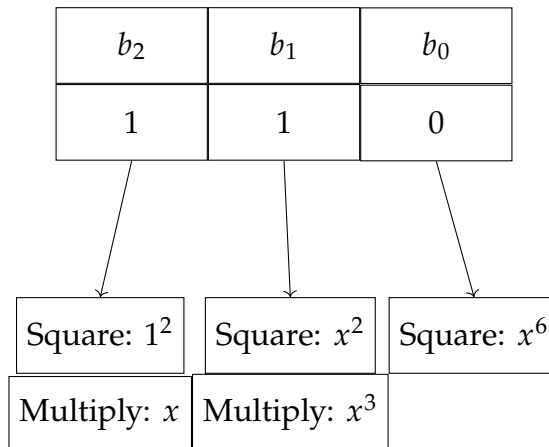 b₂ b₁ b₀
1 1 0
Square: 1² Square: x² Square: x⁶
Multiply: x Multiply: x³